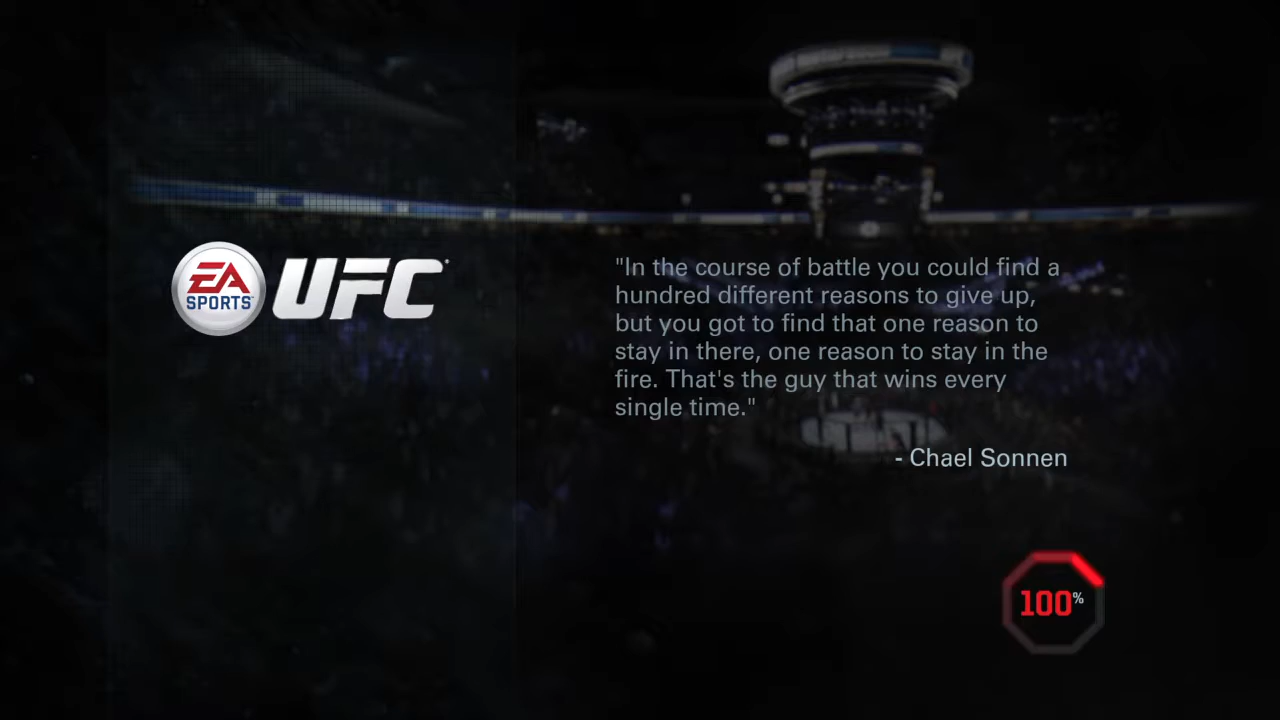 EA
SPORTS
UFC
"In the course of battle you could find a
hundred different reasons to give up,
but you got to find that one reason to
stay in there, one reason to stay in the
fire. That's the guy that wins every
single time."
- Chael Sonnen
100%